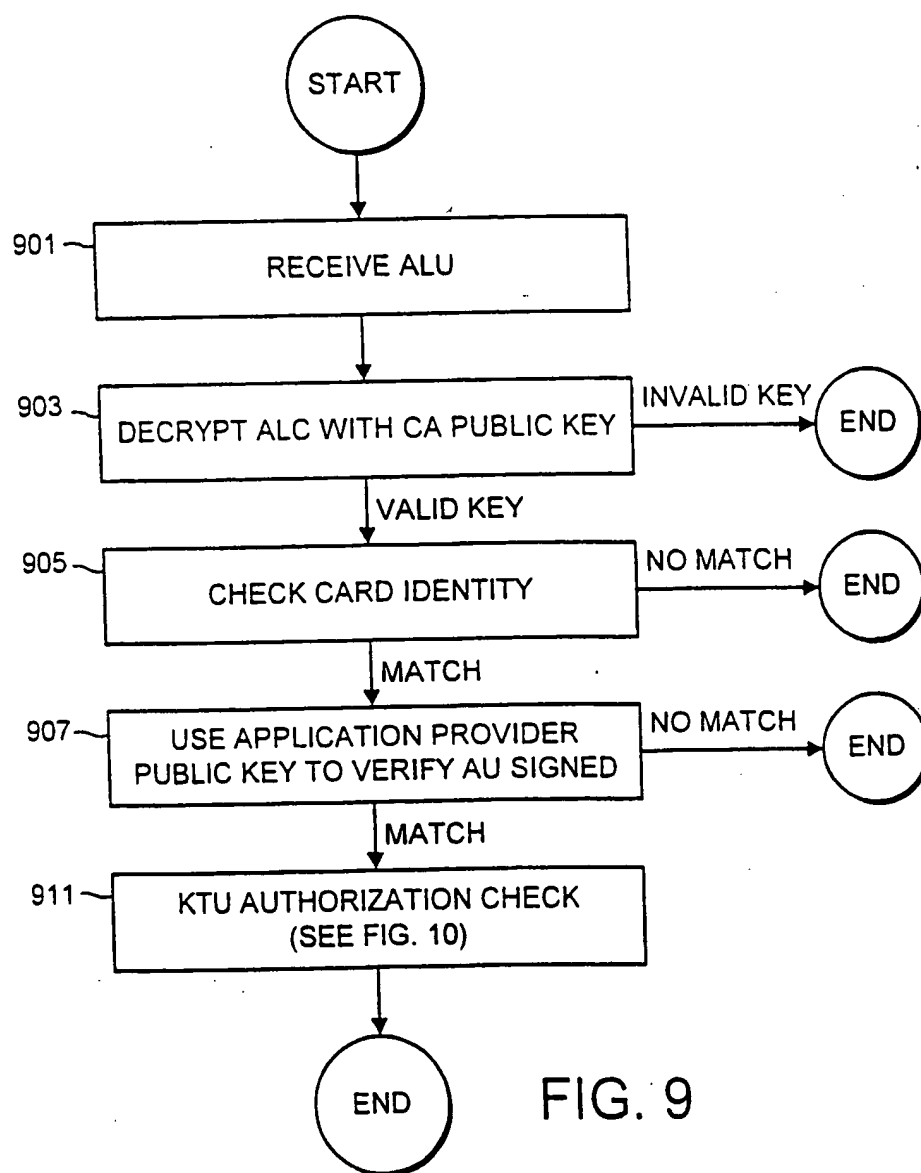 START
901
RECEIVE ALU
903
DECRYPT ALC WITH CA PUBLIC KEY
INVALID KEY
END
VALID KEY
905
CHECK CARD IDENTITY
NO MATCH
END
MATCH
907
USE APPLICATION PROVIDER
PUBLIC KEY TO VERIFY AU SIGNED
NO MATCH
END
MATCH
911
KTU AUTHORIZATION CHECK
(SEE FIG. 10)
END
FIG. 9